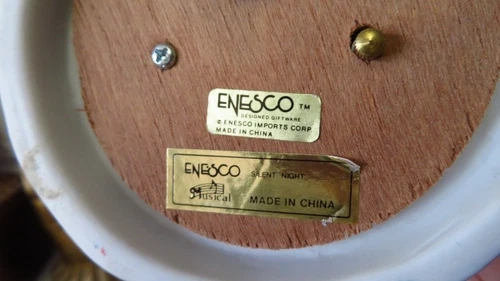 ENESCO TM
DESIGNED GIFTWARE
© ENESCO IMPORTS CORP
MADE IN CHINA
ENESCO SILENT NIGHT
Musical MADE IN CHINA